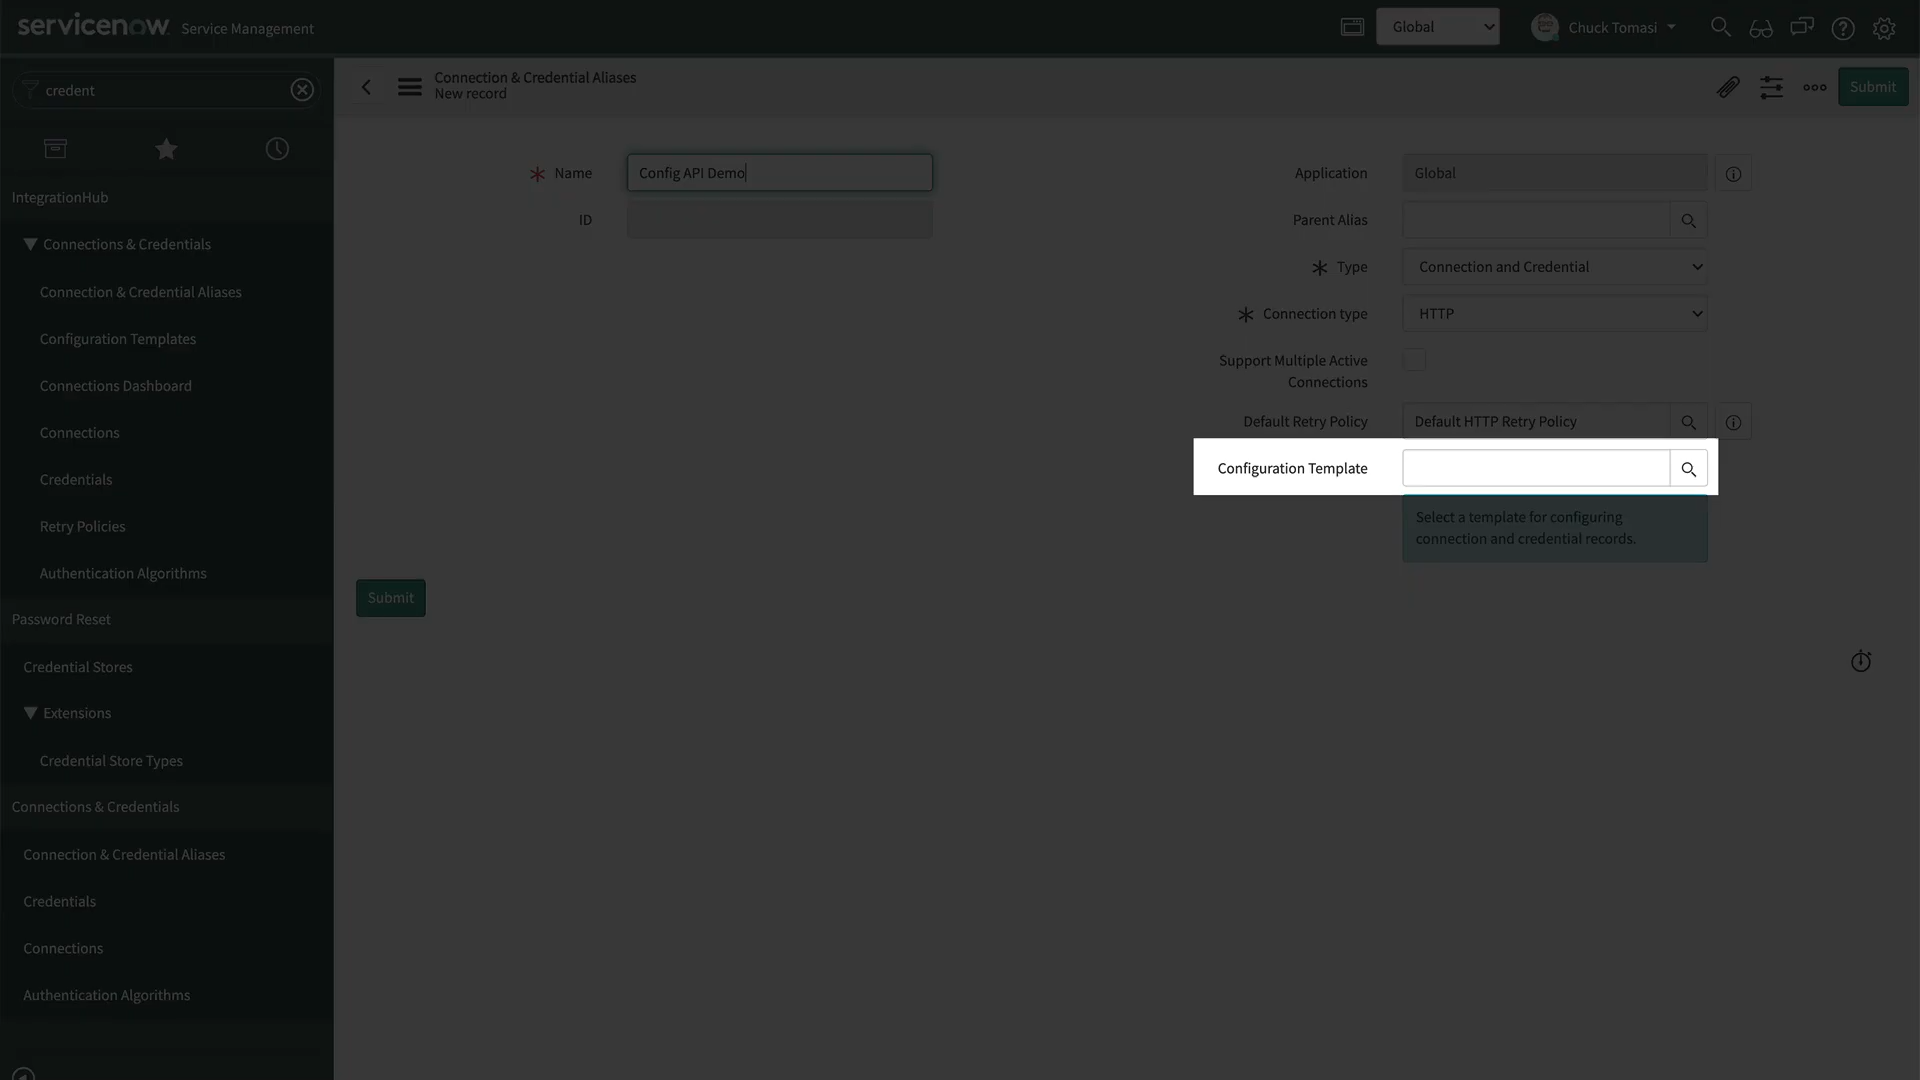 servicenow Service Management
Global
Chuck Tomasi
credent
Connection & Credential Aliases
New record
Submit
IntegrationHub
Connections & Credentials
Connection & Credential Aliases
Configuration Templates
Connections Dashboard
Connections
Credentials
Retry Policies
Authentication Algorithms
Password Reset
Credential Stores
Extensions
Credential Store Types
Connections & Credentials
Connection & Credential Aliases
Credentials
Connections
Authentication Algorithms
Name Config API Demo
ID
Application Global
Parent Alias
Type Connection and Credential
Connection type HTTP
Support Multiple Active
Connections
Default Retry Policy Default HTTP Retry Policy
Configuration Template
Select a template for configuring
connection and credential records.
Submit